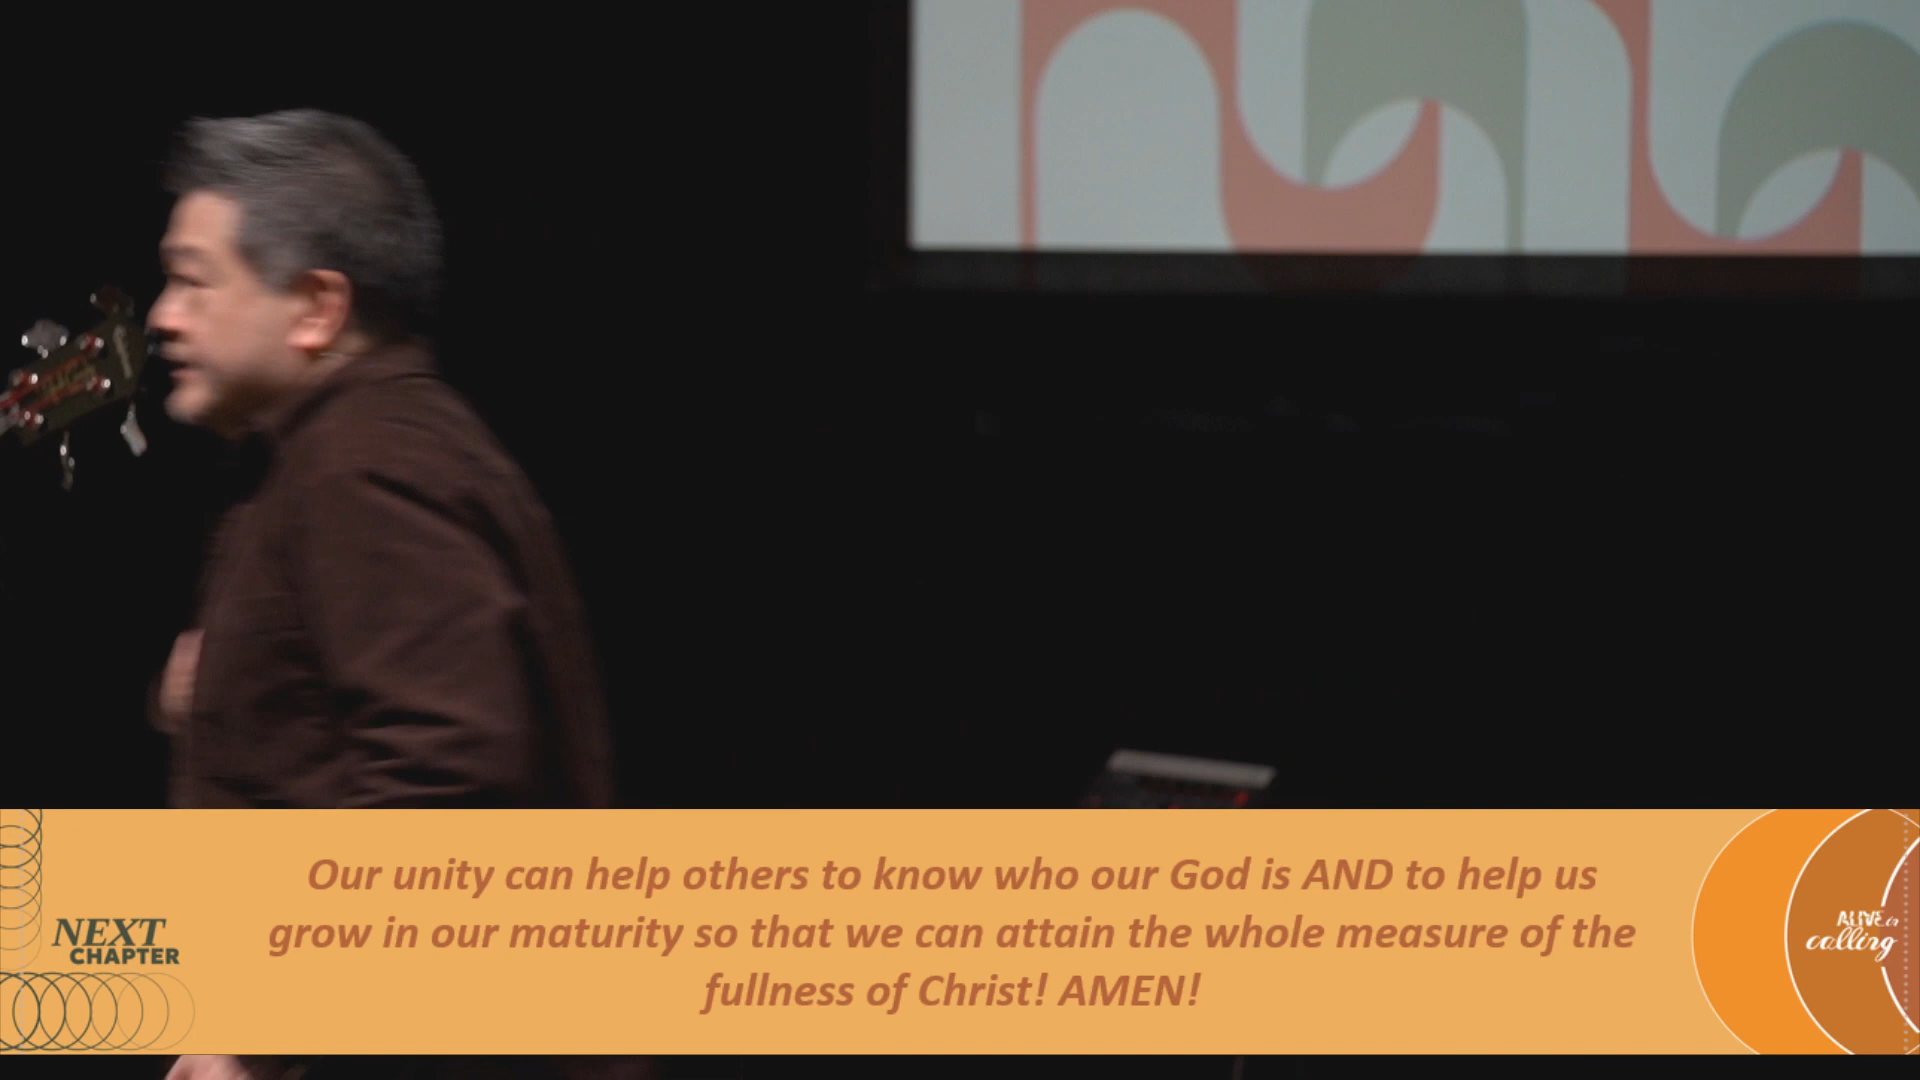 Our unity can help others to know who our God is AND to help us
grow in our maturity so that we can attain the whole measure of the
fullness of Christ! AMEN!
NEXT
CHAPTER
ALIVE in
calling